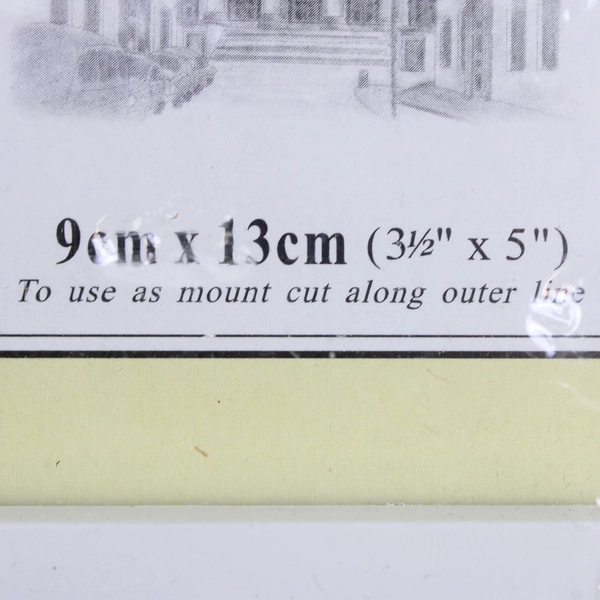 9cm x 13cm (3½" x 5")
To use as mount cut along outer line